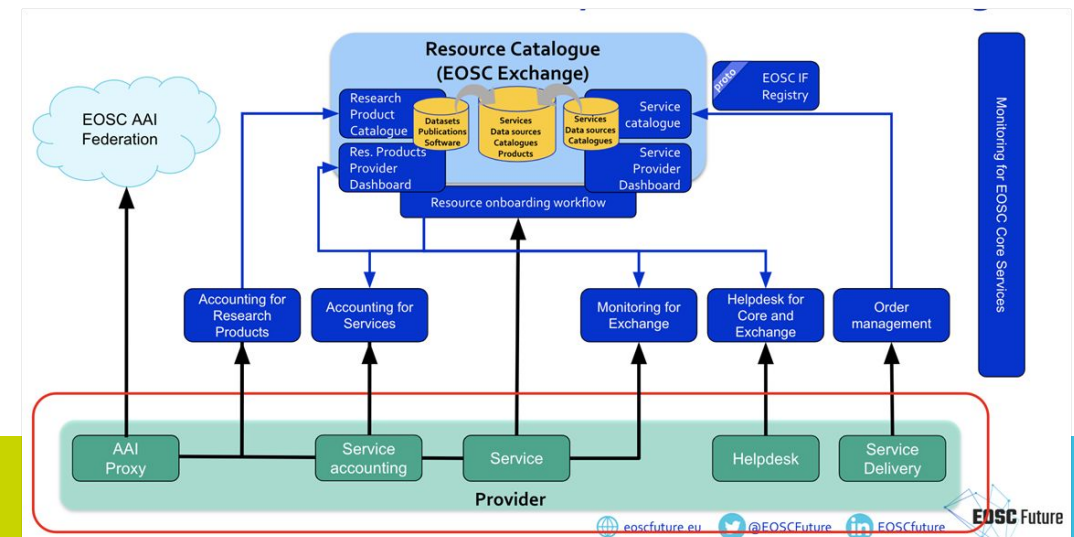 Resource Catalogue
(EOSC Exchange)
EOSC AAI
Federation
Research
Product
Catalogue
Datasets
Publications
Software
Services
Data sources
Catalogues
Products
Services
Data sources
Catalogues
Service
catalogue
proto
EOSC IF
Registry
Res. Products
Provider
Dashboard
Service
Provider
Dashboard
Resource onboarding workflow
Monitoring for EOSC Core Services
Accounting for
Research
Products
Accounting for
Services
Monitoring for
Exchange
Helpdesk for
Core and
Exchange
Order
management
AAI
Proxy
Service
accounting
Service
Helpdesk
Service
Delivery
Provider
eoscfuture.eu
@EOSCFuture
EOSCfuture
EOSC Future